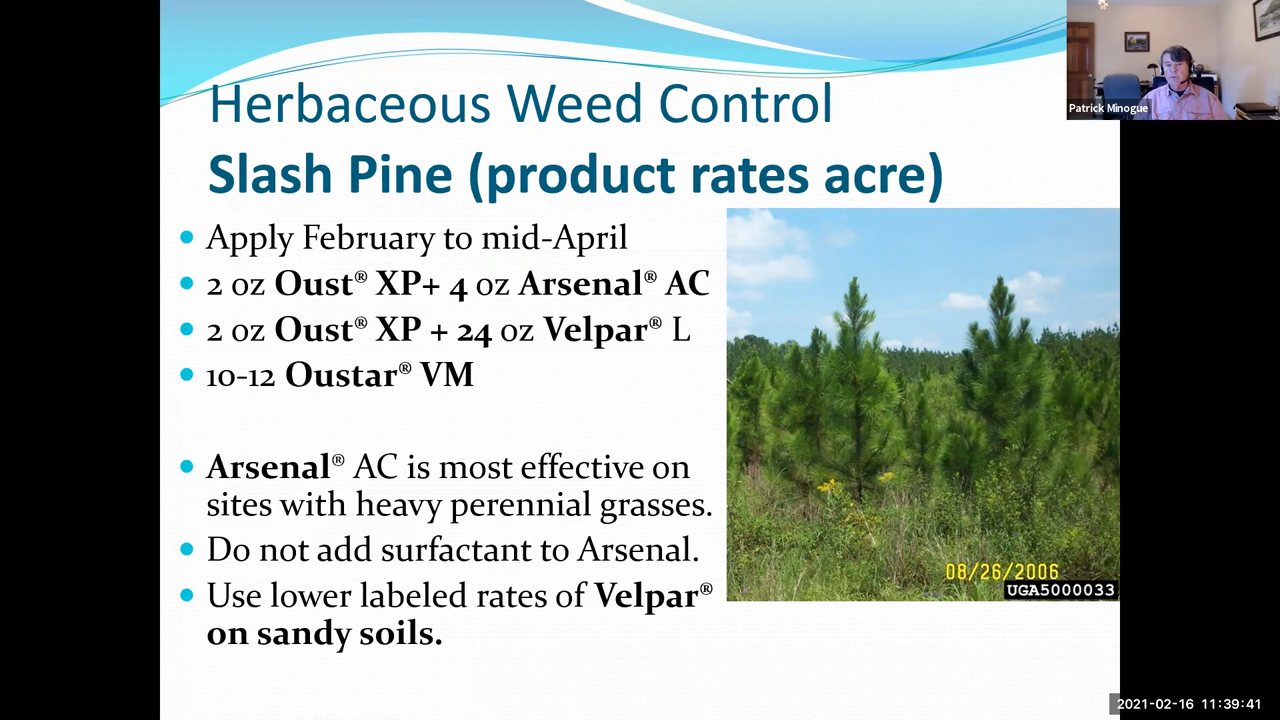 Herbaceous Weed Control
Slash Pine (product rates acre)
Patrick Minogue
• Apply February to mid-April
• 2 oz Oust® XP+ 4 oz Arsenal® AC
• 2 oz Oust® XP + 24 oz Velpar® L
• 10-12 Oustar® VM
• Arsenal® AC is most effective on
sites with heavy perennial grasses.
• Do not add surfactant to Arsenal.
• Use lower labeled rates of Velpar®
on sandy soils.
08/26/2006
UGA5000033
2021-02-16 11:39:41